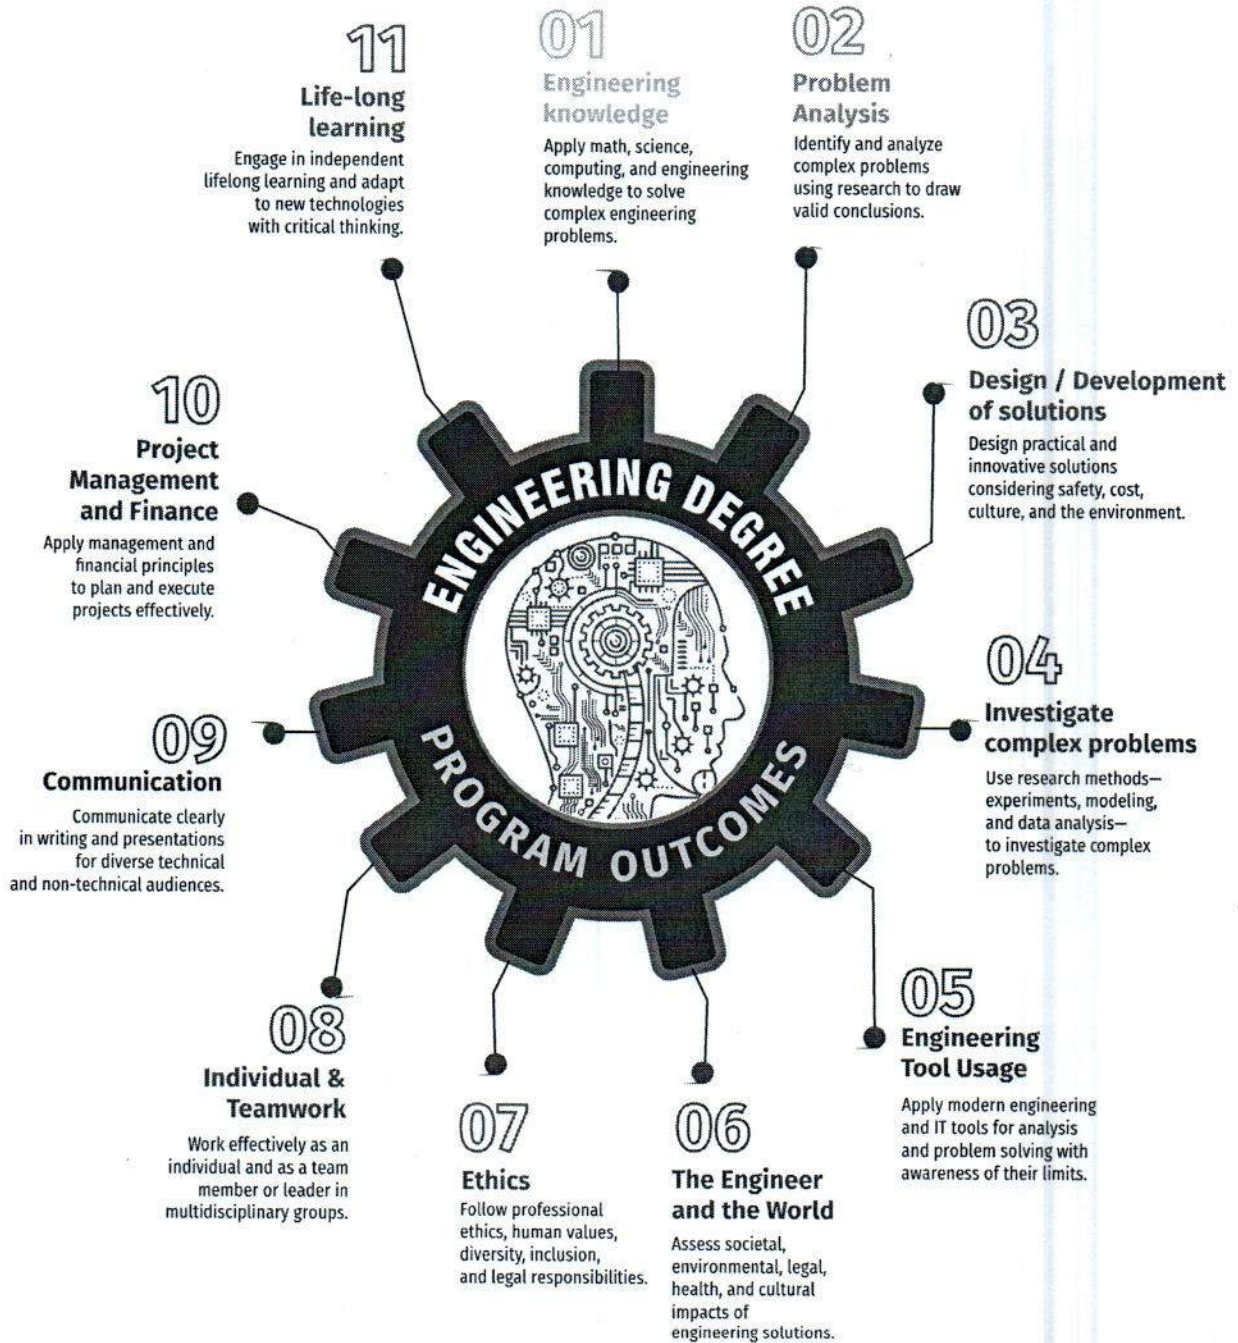 01
Engineering
knowledge
Apply math, science,
computing, and engineering
knowledge to solve
complex engineering
problems.
02
Problem
Analysis
Identify and analyze
complex problems
using research to draw
valid conclusions.
03
Design / Development
of solutions
Design practical and
innovative solutions
considering safety, cost,
culture, and the environment.
04
Investigate
complex problems
Use research methods—
experiments, modeling,
and data analysis—
to investigate complex
problems.
05
Engineering
Tool Usage
Apply modern engineering
and IT tools for analysis
and problem solving with
awareness of their limits.
06
The Engineer
and the World
Assess societal,
environmental, legal,
health, and cultural
impacts of
engineering solutions.
07
Ethics
Follow professional
ethics, human values,
diversity, inclusion,
and legal responsibilities.
08
Individual &
Teamwork
Work effectively as an
individual and as a team
member or leader in
multidisciplinary groups.
09
Communication
Communicate clearly
in writing and presentations
for diverse technical
and non-technical audiences.
10
Project
Management
and Finance
Apply management and
financial principles
to plan and execute
projects effectively.
11
Life-long
learning
Engage in independent
lifelong learning and adapt
to new technologies
with critical thinking.
ENGINEERING DEGREE
PROGRAM OUTCOMES